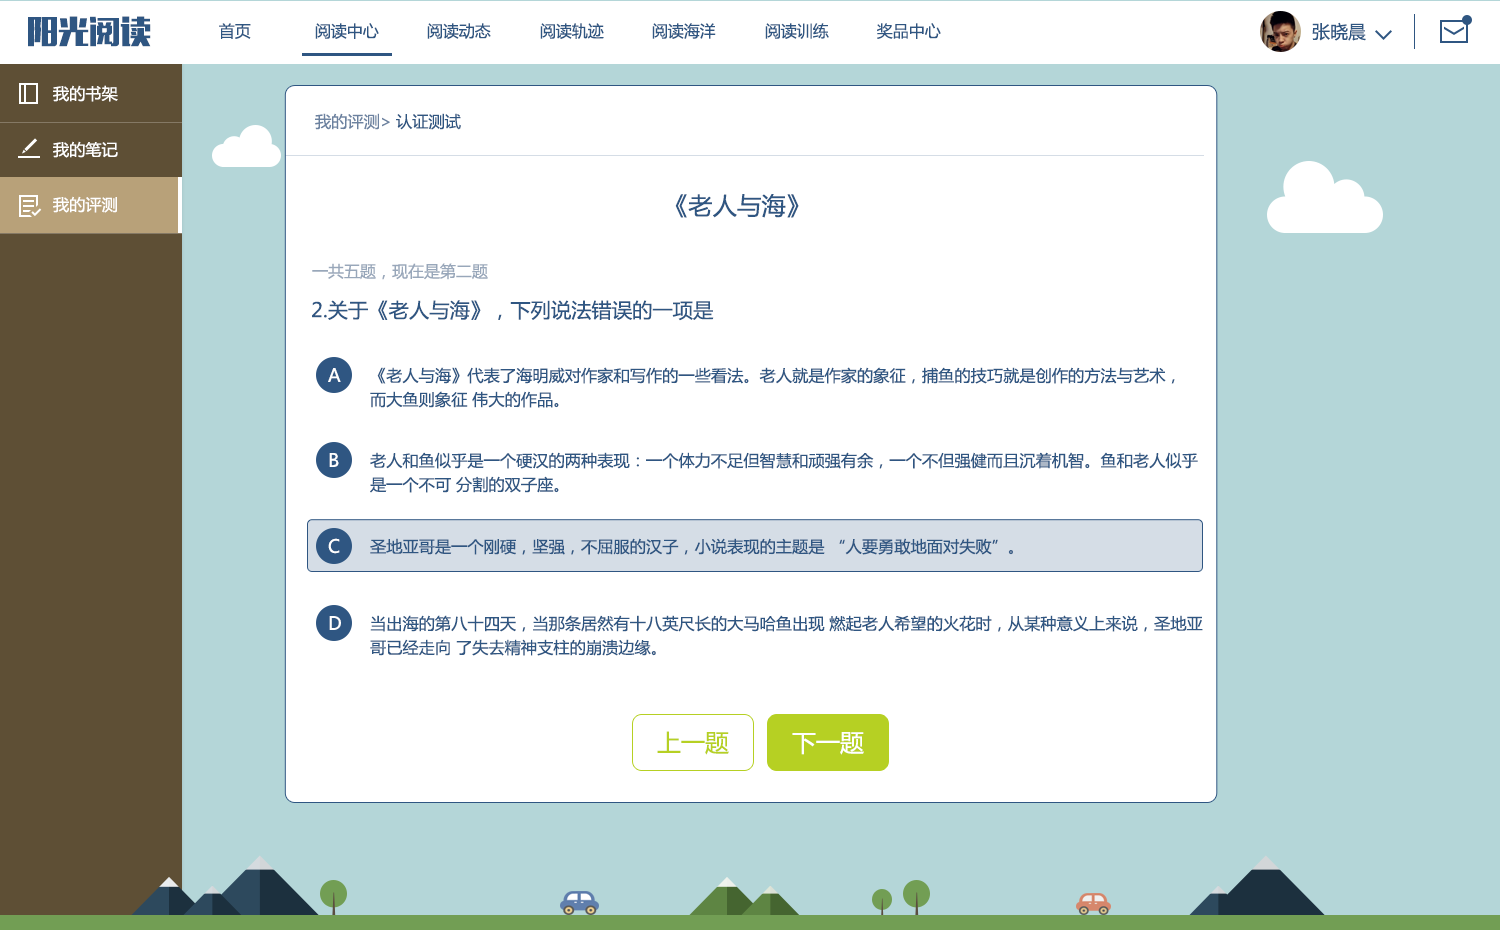 阳光阅读
首页
阅读中心
阅读动态
阅读轨迹
阅读海洋
阅读训练
奖品中心
张晓晨
我的书架
我的笔记
我的评测
我的评测> 认证测试
《老人与海》
一共五题，现在是第二题
2.关于《老人与海》，下列说法错误的一项是
A
《老人与海》代表了海明威对作家和写作的一些看法。老人就是作家的象征，捕鱼的技巧就是创作的方法与艺术，
而大鱼则象征 伟大的作品。
B
老人和鱼似乎是一个硬汉的两种表现：一个体力不足但智慧和顽强有余，一个不但强健而且沉着机智。鱼和老人似乎
是一个不可 分割的双子座。
C
圣地亚哥是一个刚硬，坚强，不屈服的汉子，小说表现的主题是 “人要勇敢地面对失败”。
D
当出海的第八十四天，当那条居然有十八英尺长的大马哈鱼出现 燃起老人希望的火花时，从某种意义上来说，圣地亚
哥已经走向 了失去精神支柱的崩溃边缘。
上一题
下一题